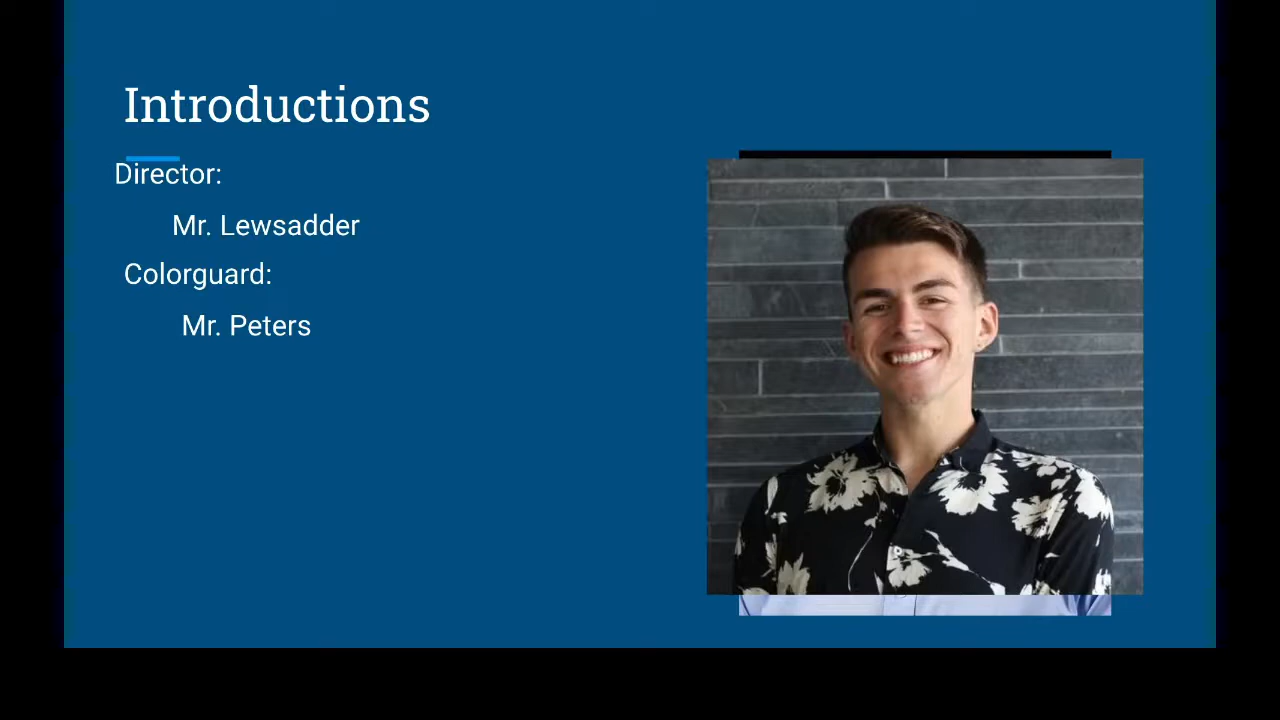 Introductions
Director:
Mr. Lewsadder
Colorguard:
Mr. Peters